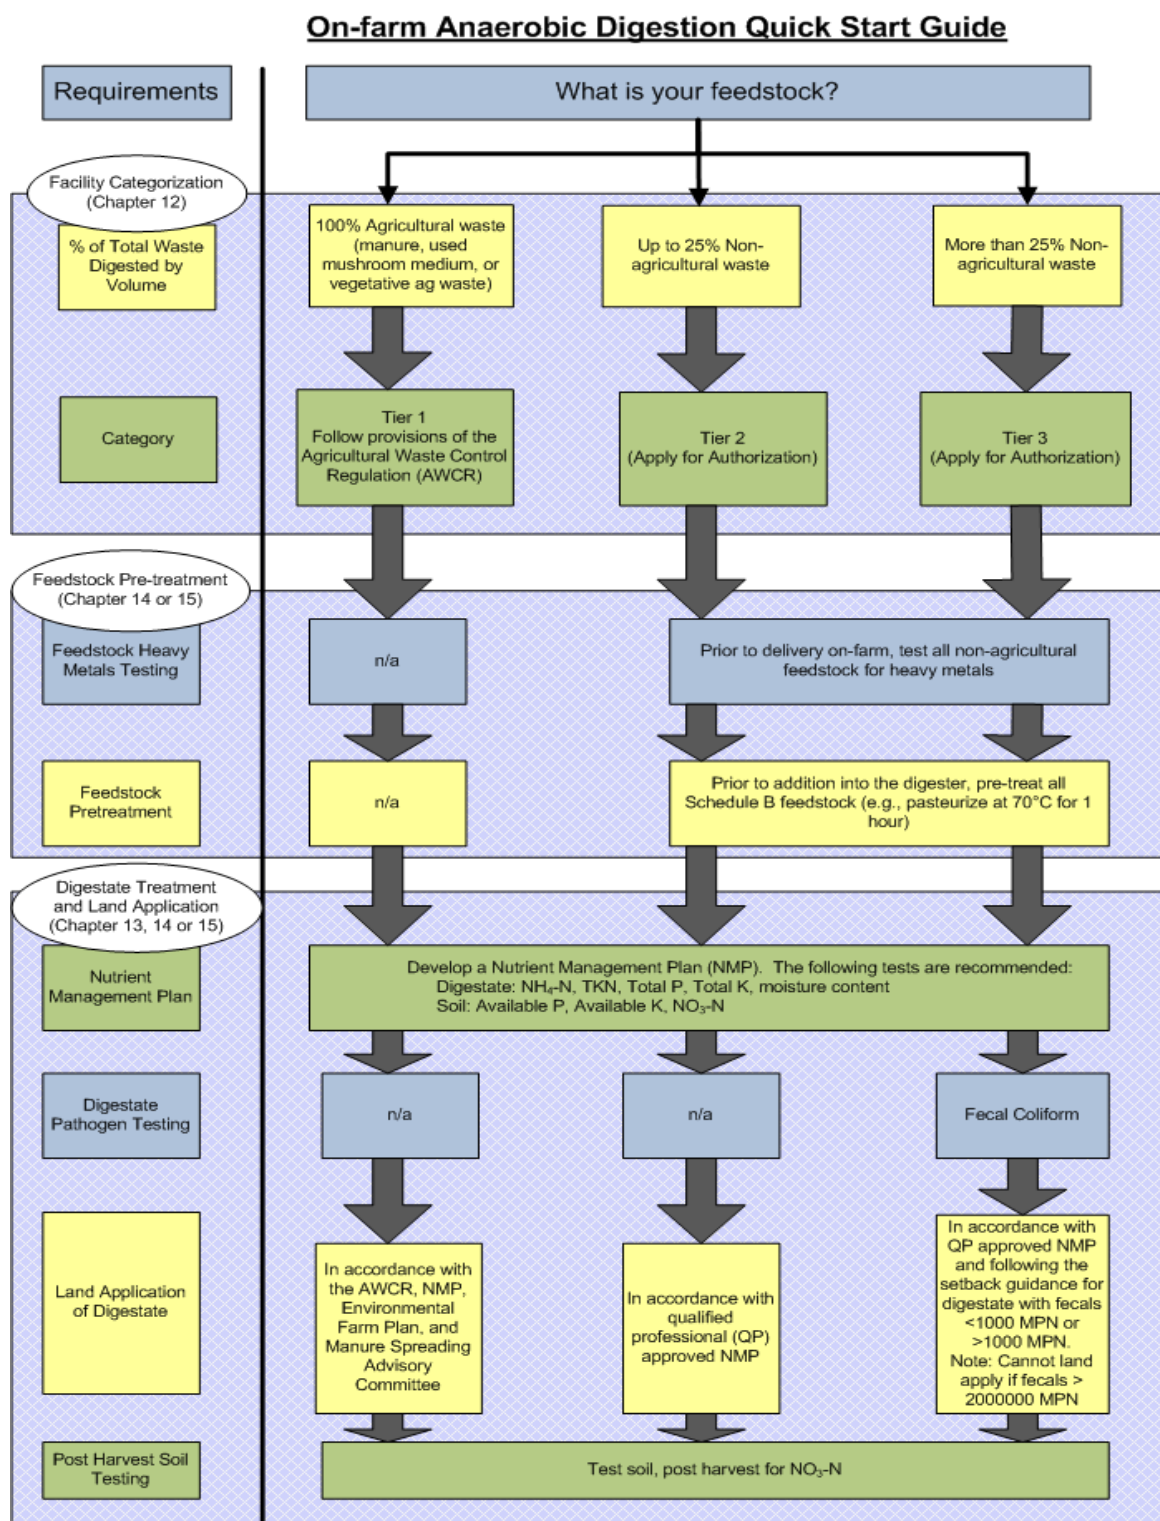 On-farm Anaerobic Digestion Quick Start Guide
Requirements
What is your feedstock?
Facility Categorization
(Chapter 12)
% of Total Waste
Digested by
Volume
100% Agricultural waste
(manure, used
mushroom medium, or
vegetative ag waste)
Up to 25% Non-
agricultural waste
More than 25% Non-
agricultural waste
Category
Tier 1
Follow provisions of the
Agricultural Waste Control
Regulation (AWCR)
Tier 2
(Apply for Authorization)
Tier 3
(Apply for Authorization)
Feedstock Pre-treatment
(Chapter 14 or 15)
Feedstock Heavy
Metals Testing
n/a
Prior to delivery on-farm, test all non-agricultural
feedstock for heavy metals
Feedstock
Pretreatment
n/a
Prior to addition into the digester, pre-treat all
Schedule B feedstock (e.g., pasteurize at 70°C for 1
hour)
Digestate Treatment
and Land Application
(Chapter 13, 14 or 15)
Nutrient
Management Plan
Develop a Nutrient Management Plan (NMP). The following tests are recommended:
Digestate: NH₄-N, TKN, Total P, Total K, moisture content
Soil: Available P, Available K, NO₃-N
Digestate
Pathogen Testing
n/a
n/a
Fecal Coliform
Land Application
of Digestate
In accordance with
the AWCR, NMP,
Environmental
Farm Plan, and
Manure Spreading
Advisory
Committee
In accordance with
qualified
professional (QP)
approved NMP
In accordance with
QP approved NMP
and following the
setback guidance for
digestate with fecals
<1000 MPN or
>1000 MPN.
Note: Cannot land
apply if fecals >
2000000 MPN
Post Harvest Soil
Testing
Test soil, post harvest for NO₃-N